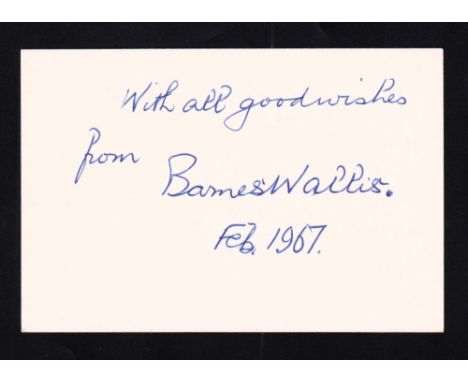 With all good wishes
from
Barnes Wallis.
Feb. 1967.